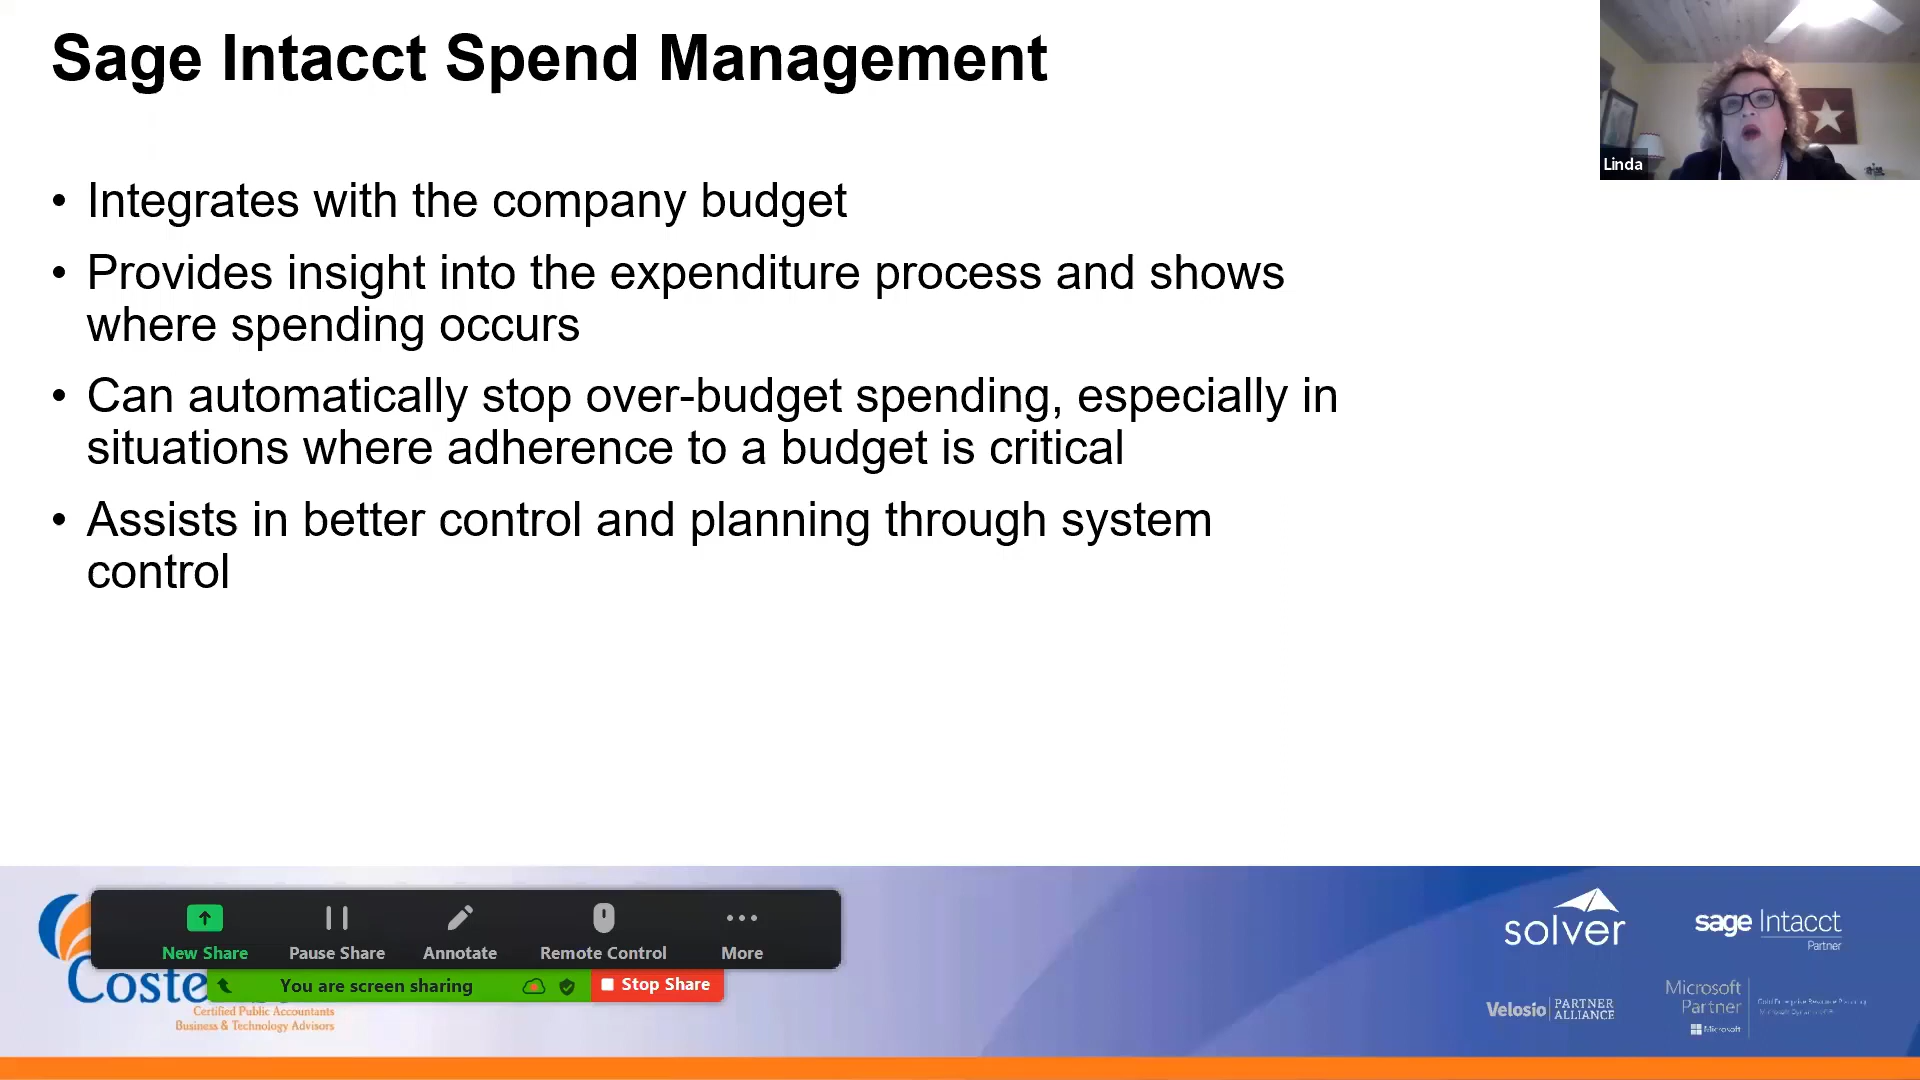 Sage Intacct Spend Management
Linda
• Integrates with the company budget
• Provides insight into the expenditure process and shows
where spending occurs
• Can automatically stop over-budget spending, especially in
situations where adherence to a budget is critical
• Assists in better control and planning through system
control
New Share
Pause Share
Annotate
Remote Control
More
You are screen sharing
Stop Share
Coste
Certified Public Accountants
Business & Technology Advisors
solver
sage Intacct
Partner
Velosio PARTNER
ALLIANCE
Microsoft
Partner
Microsoft